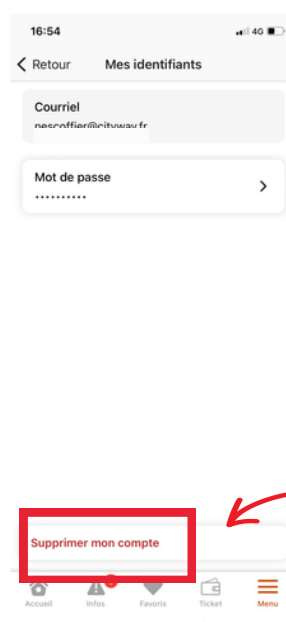 16:54
4G
Retour Mes identifiants
Courriel
Mot de passe
••••••••••
Supprimer mon compte
Accueil Infos Favoris Ticket Menu